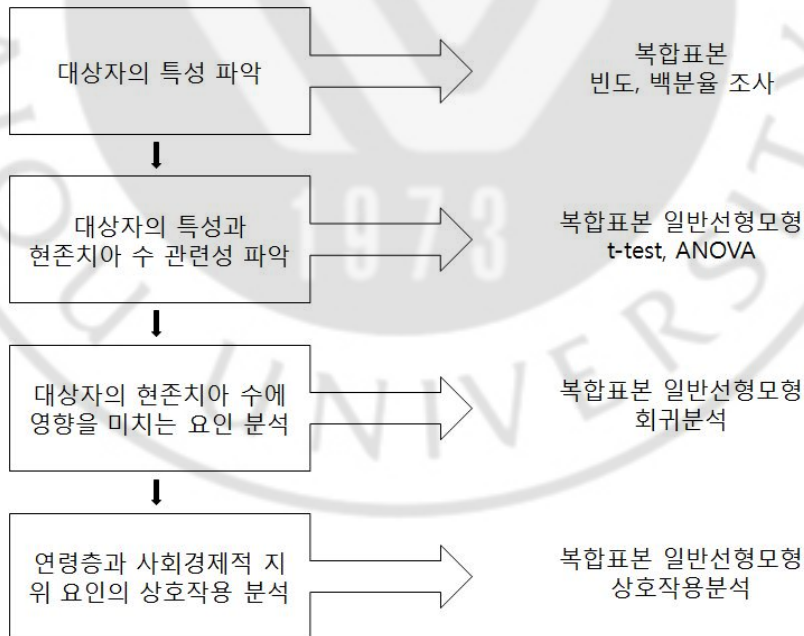 대상자의 특성 파악
복합표본
빈도, 백분율 조사
대상자의 특성과
현존치아 수 관련성 파악
복합표본 일반선형모형
t-test, ANOVA
대상자의 현존치아 수에
영향을 미치는 요인 분석
복합표본 일반선형모형
회귀분석
연령층과 사회경제적 지
위 요인의 상호작용 분석
복합표본 일반선형모형
상호작용분석
1973
OU UNIVERSITY